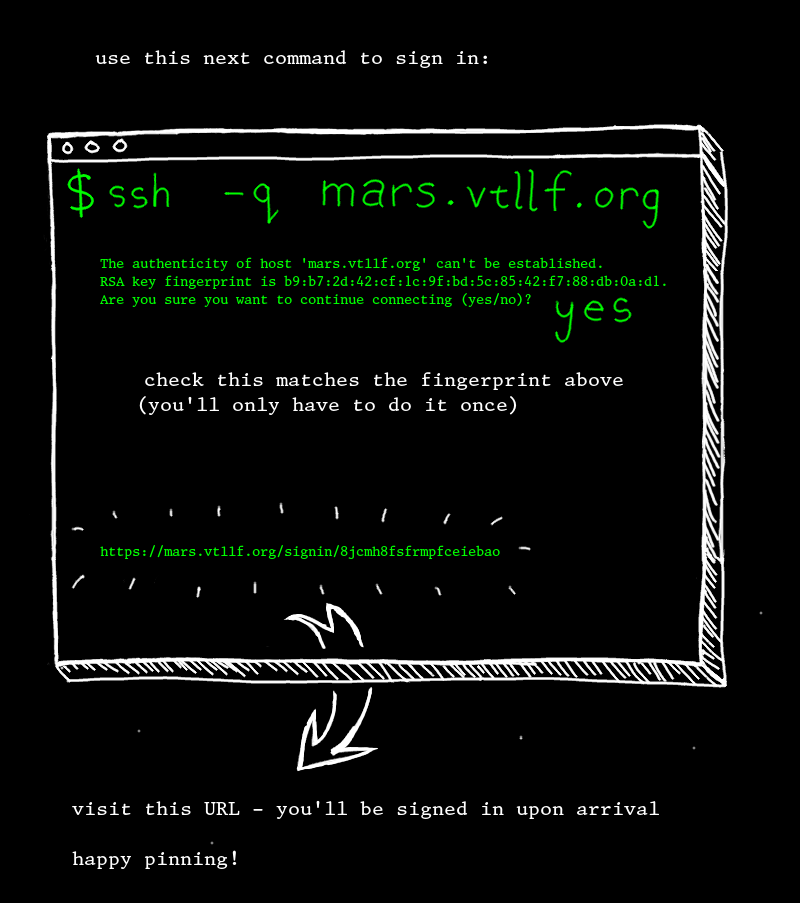 use this next command to sign in:
$ ssh -q mars.vtllf.org
The authenticity of host 'mars.vtllf.org' can't be established.
RSA key fingerprint is b9:b7:2d:42:cf:1c:9f:bd:5c:85:42:f7:88:db:0a:d1.
Are you sure you want to continue connecting (yes/no)? yes
check this matches the fingerprint above
(you'll only have to do it once)
https://mars.vtllf.org/signin/8jcmh8fsfrmpfceiebao
visit this URL – you'll be signed in upon arrival
happy pinning!